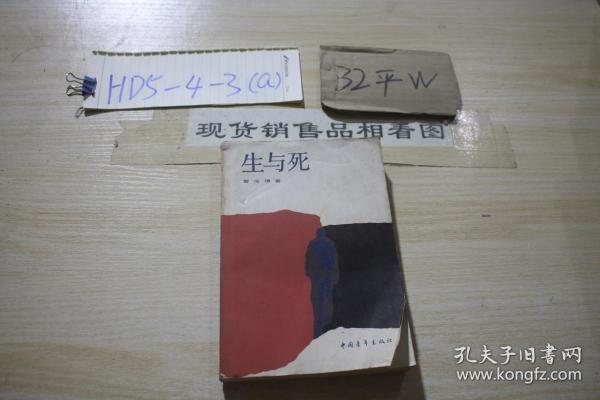 HD5-4-3(a)
32平W
现货销售品相看图
生与死
中国青年出版社
孔夫子旧书网
www.kongfz.com